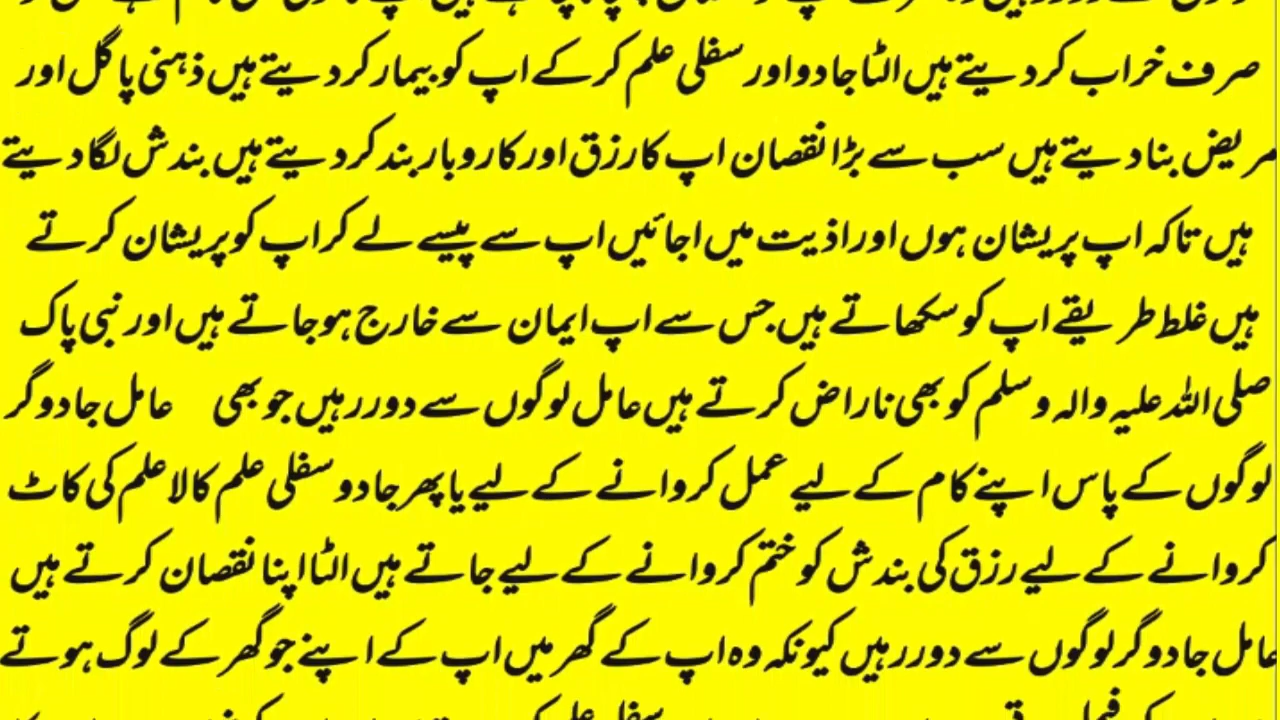 صرف خراب کر دیتے ہیں الٹا جادو اور سفلی علم کر کے اپ کو بیمار کر دیتے ہیں ذہنی پاگل اور
مریض بنا دیتے ہیں سب سے بڑا نقصان اپ کا رزق اور کاروبار بند کر دیتے ہیں بندش لگا دیتے
ہیں تاکہ اپ پریشان ہوں اور اذیت میں اجائیں اپ سے پیسے لے کر اپ کو پریشان کرتے
ہیں غلط طریقے اپ کو سکھاتے ہیں جس سے اپ ایمان سے خارج ہو جاتے ہیں اور نبی پاک
صلی اللہ علیہ والہ وسلم کو بھی ناراض کرتے ہیں عامل لوگوں سے دور رہیں جو بھی عامل جادوگر
لوگوں کے پاس اپنے کام کے لیے عمل کروانے کے لیے یا پھر جادو سفلی علم کالا علم کی کاٹ
کروانے کے لیے رزق کی بندش کو ختم کروانے کے لیے جاتے ہیں الٹا اپنا نقصان کرتے ہیں
عامل جادوگر لوگوں سے دور رہیں کیونکہ وہ اپ کے گھر میں اپ کے اپنے جو گھر کے لوگ ہوتے